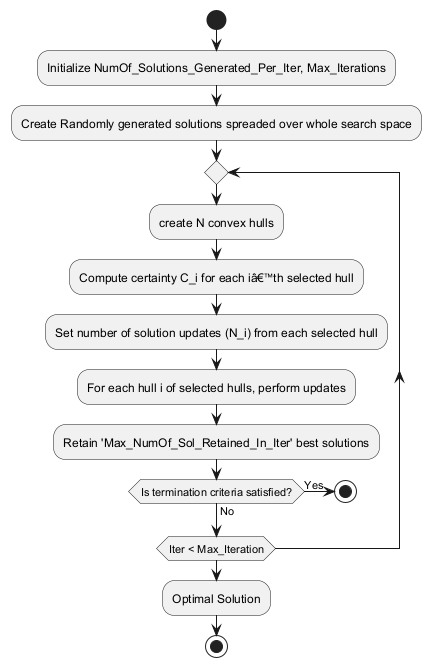 Initialize NumOf_Solutions_Generated_Per_Iter, Max_Iterations
Create Randomly generated solutions spreaded over whole search space
create N convex hulls
Compute certainty C_i for each iâ€™th selected hull
Set number of solution updates (N_i) from each selected hull
For each hull i of selected hulls, perform updates
Retain 'Max_NumOf_Sol_Retained_In_Iter' best solutions
Is termination criteria satisfied?
Yes
No
Iter < Max_Iteration
Optimal Solution